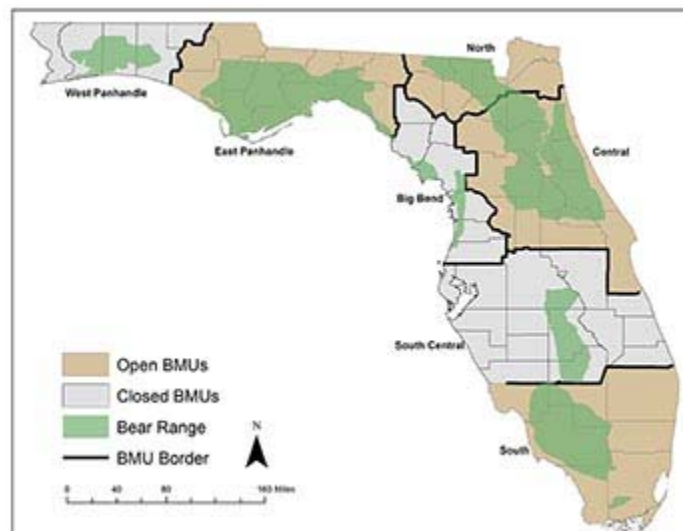 North
West Panhandle
East Panhandle
Central
Big Bend
South Central
South
Open BMUs
Closed BMUs
Bear Range
BMU Border
N
0 40 80 160 Miles